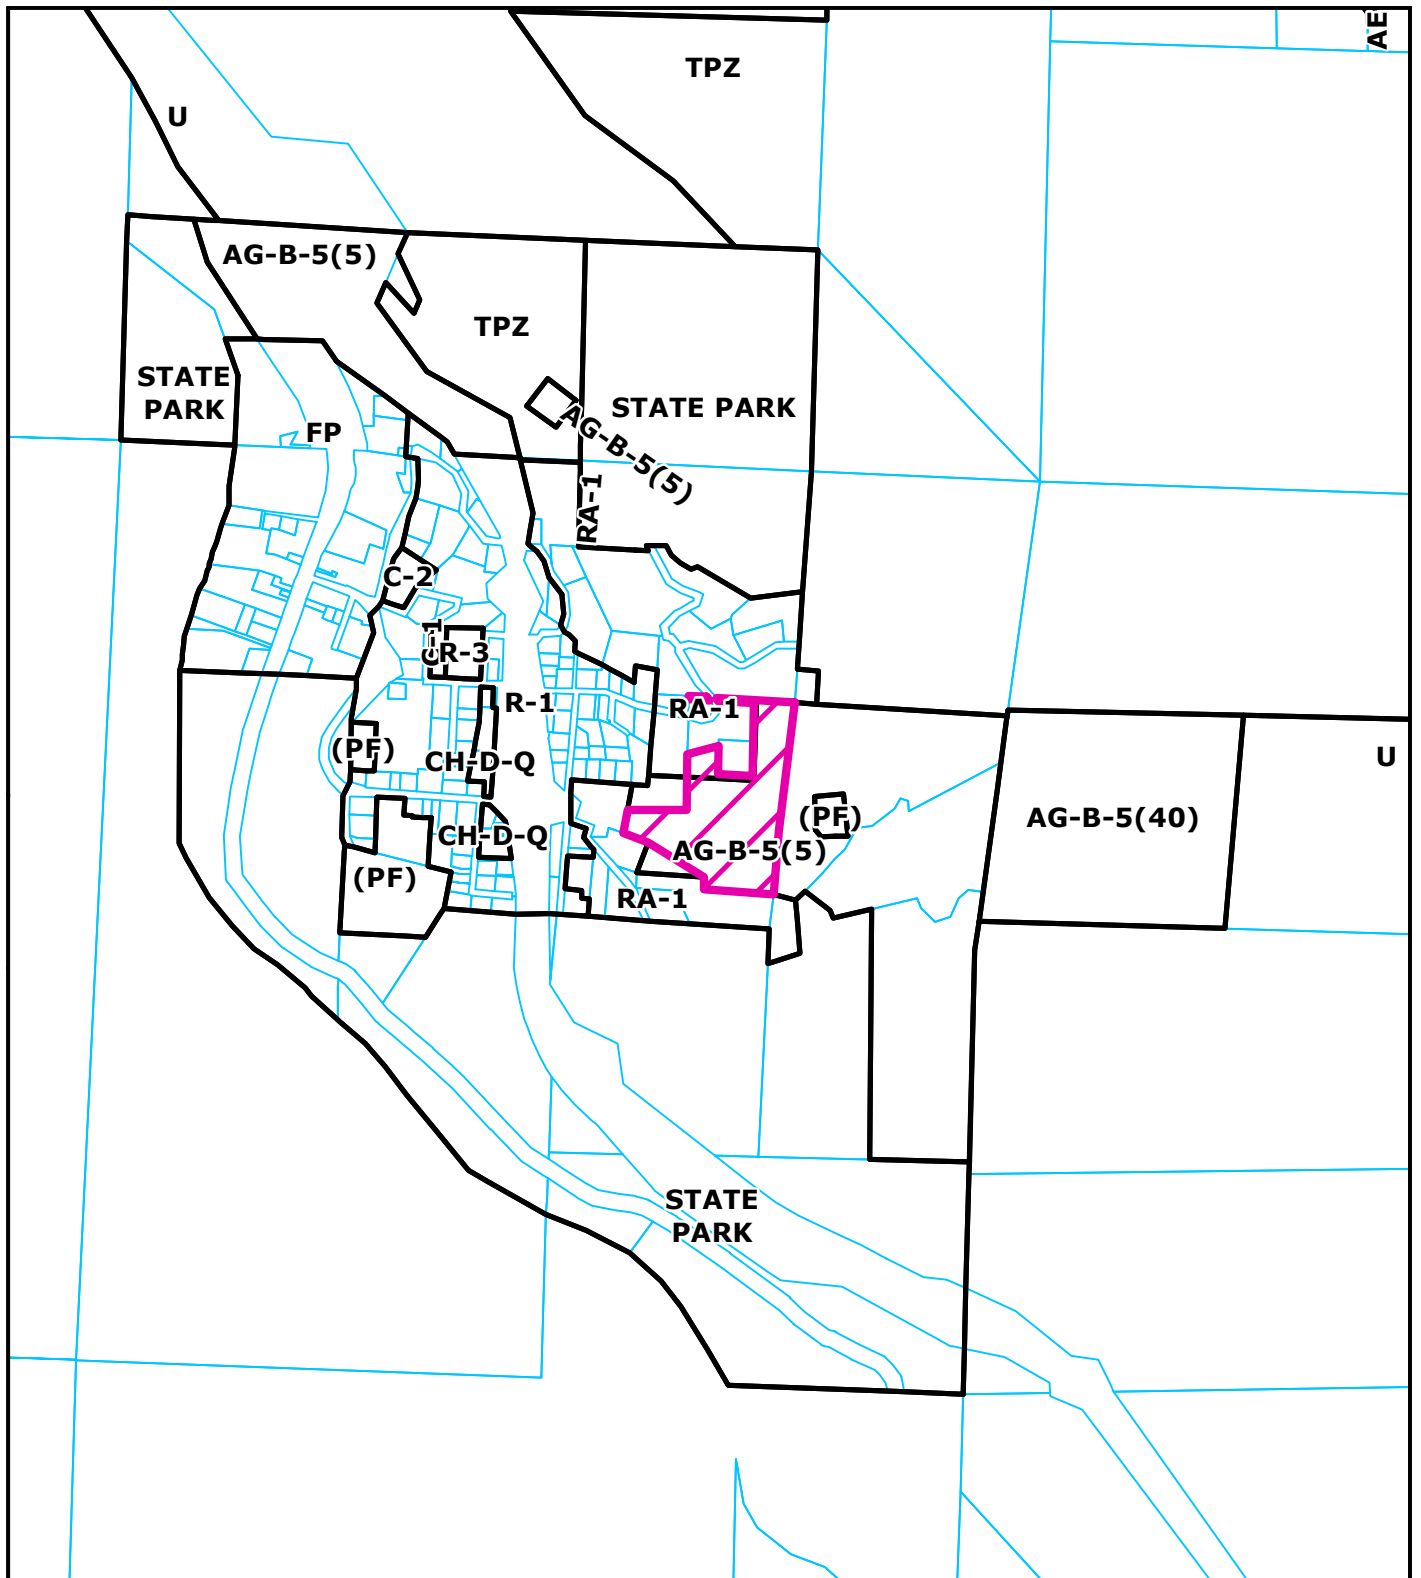 AE
TPZ
U
AG-B-5(5)
TPZ
STATE
PARK
STATE PARK
FP
AG-B-5(5)
RA-1
C-2
C-1
R-3
R-1
RA-1
(PF)
CH-D-Q
U
(PF)
AG-B-5(40)
CH-D-Q
AG-B-5(5)
(PF)
RA-1
STATE
PARK